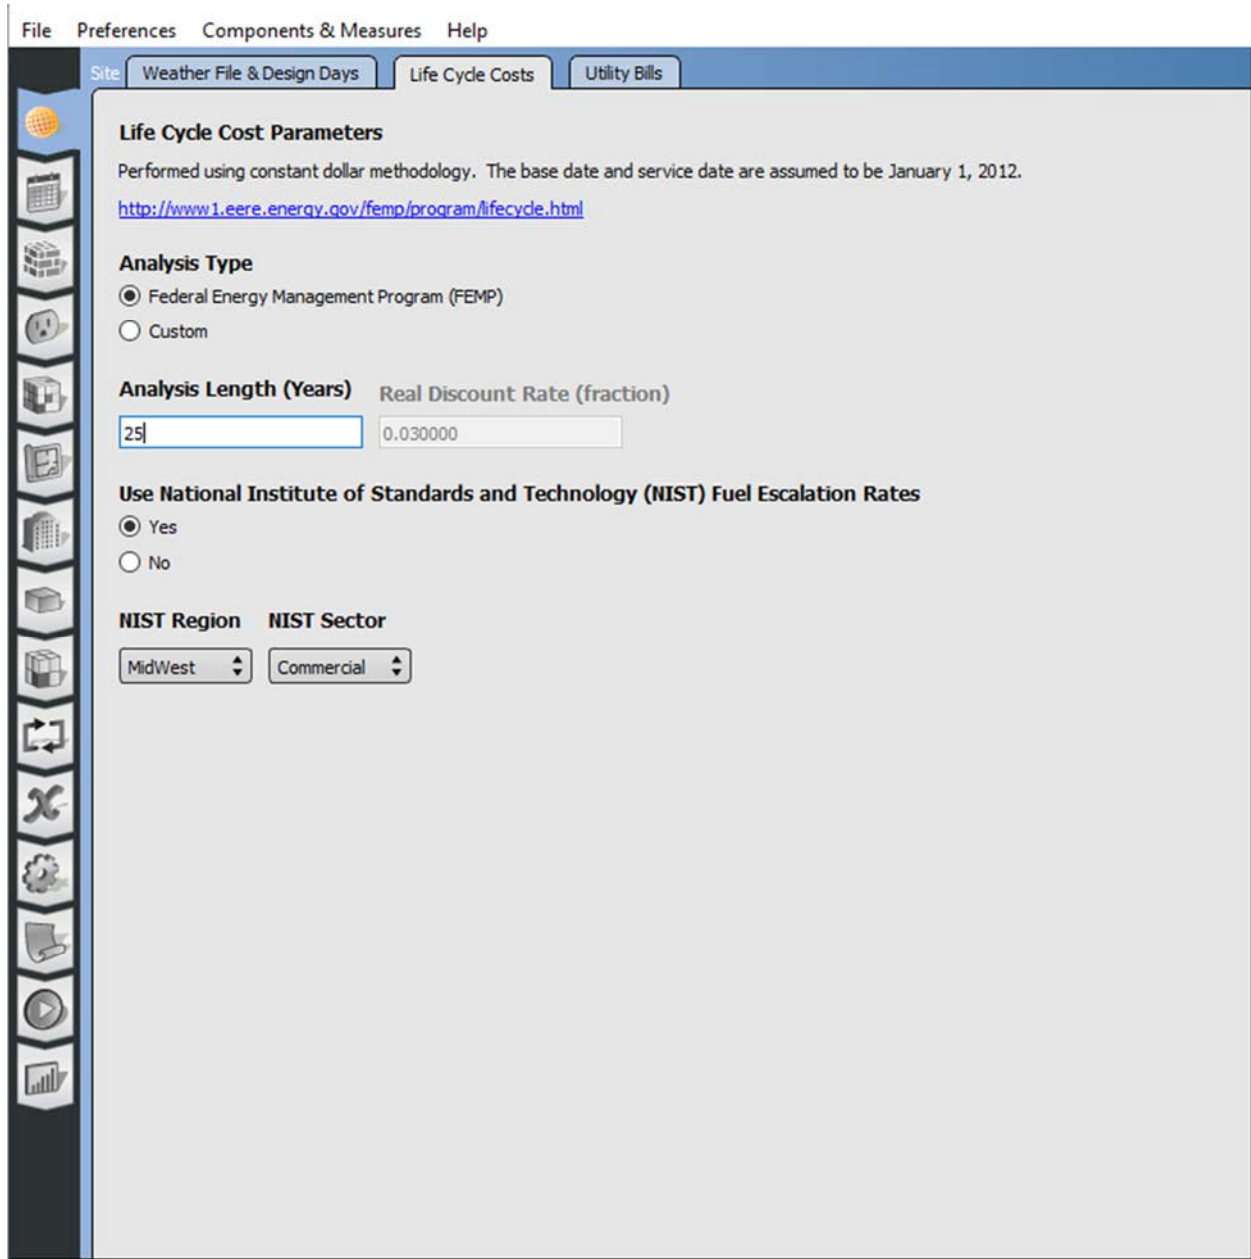 File Preferences Components & Measures Help
Site Weather File & Design Days Life Cycle Costs Utility Bills
Life Cycle Cost Parameters
Performed using constant dollar methodology. The base date and service date are assumed to be January 1, 2012.
http://www1.eere.energy.gov/femp/program/lifecycle.html
Analysis Type
Federal Energy Management Program (FEMP)
Custom
Analysis Length (Years) Real Discount Rate (fraction)
25 0.030000
Use National Institute of Standards and Technology (NIST) Fuel Escalation Rates
Yes
No
NIST Region NIST Sector
MidWest Commercial